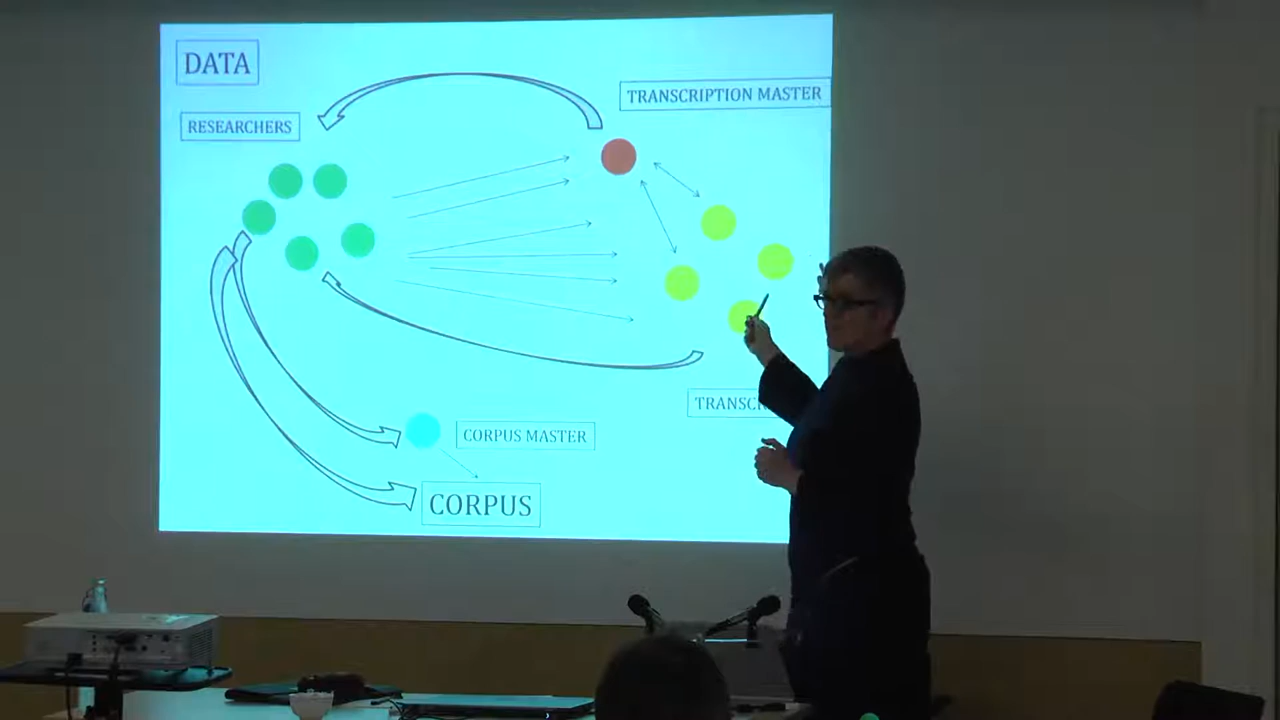 DATA
TRANSCRIPTION MASTER
RESEARCHERS
CORPUS MASTER
CORPUS